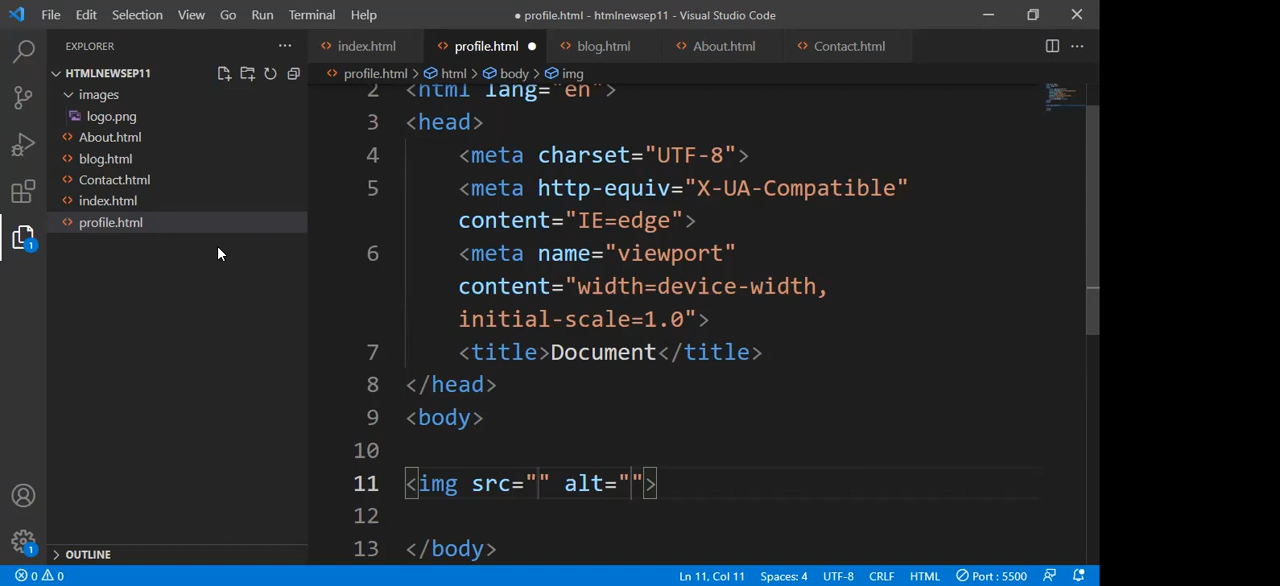 File Edit Selection View Go Run Terminal Help ● profile.html - htmlnewsep11 - Visual Studio Code
EXPLORER
HTMLNEWSEP11
images
logo.png
About.html
blog.html
Contact.html
index.html
profile.html
OUTLINE
index.html profile.html ● blog.html About.html Contact.html
profile.html > html > body > img
2 <html lang="en">
3 <head>
4 <meta charset="UTF-8">
5 <meta http-equiv="X-UA-Compatible"
content="IE=edge">
6 <meta name="viewport"
content="width=device-width,
initial-scale=1.0">
7 <title>Document</title>
8 </head>
9 <body>
10
11 <img src="" alt="">
12
13 </body>
1
1
0 0 Ln 11, Col 11 Spaces: 4 UTF-8 CRLF HTML Port : 5500